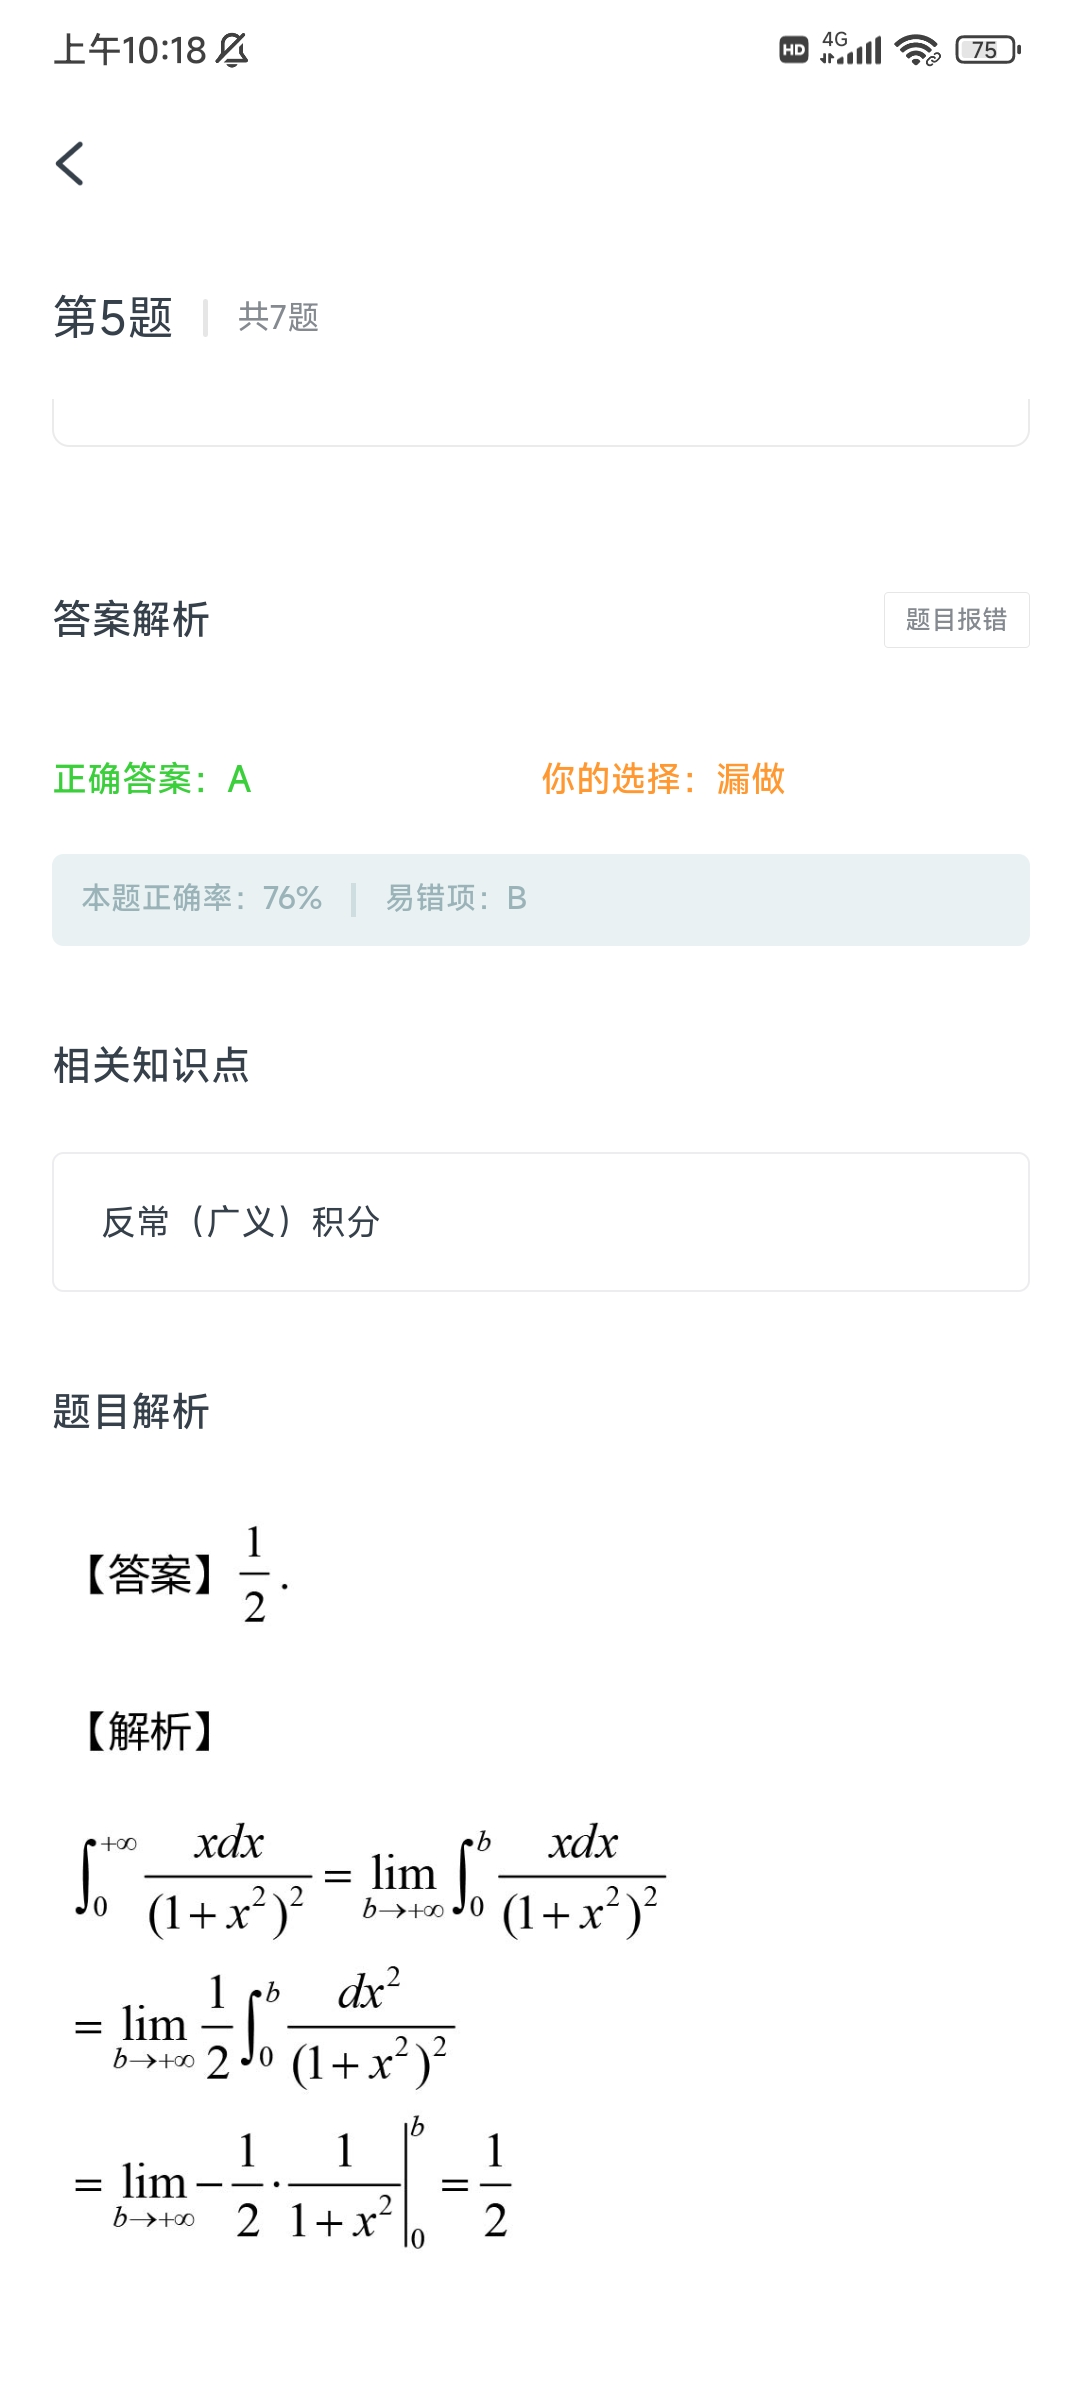 上午10:18 HD 4G 75
第5题 共7题
答案解析 题目报错
正确答案：A 你的选择：漏做
本题正确率：76% 易错项：B
相关知识点
反常（广义）积分
题目解析
【答案】$\frac{1}{2}$.
【解析】
$\int_0^{+\infty}\frac{xdx}{(1+x^2)^2}=\lim_{b\to+\infty}\int_0^b\frac{xdx}{(1+x^2)^2}$
$=\lim_{b\to+\infty}\frac{1}{2}\int_0^b\frac{dx^2}{(1+x^2)^2}$
$=\lim_{b\to+\infty}-\frac{1}{2}\cdot\frac{1}{1+x^2}\Big|_0^b=\frac{1}{2}$